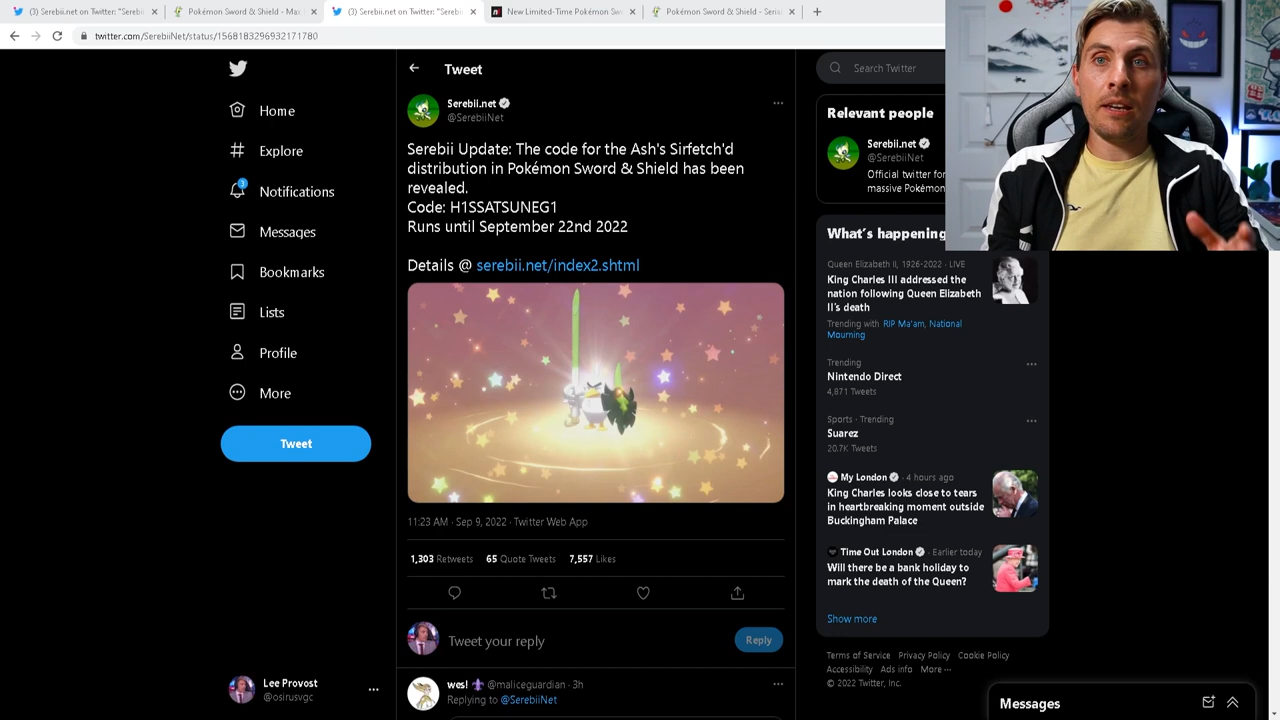 (3) Serebii.net on Twitter: "Serebii
Pokémon Sword & Shield - Max
(3) Serebii.net on Twitter: "Serebii
New Limited-Time Pokémon Sw
Pokémon Sword & Shield - Seria
twitter.com/SerebiiNet/status/1568183296932171780
Home
Explore
3
Notifications
Messages
Bookmarks
Lists
Profile
More
Tweet
Lee Provost
@osirusvgc
Tweet
Serebii.net
@SerebiiNet
Serebii Update: The code for the Ash's Sirfetch'd
distribution in Pokémon Sword & Shield has been
revealed.
Code: H1SSATSUNEG1
Runs until September 22nd 2022
Details @ serebii.net/index2.shtml
11:23 AM · Sep 9, 2022 · Twitter Web App
1,303 Retweets 65 Quote Tweets 7,557 Likes
Tweet your reply
Reply
wes! @maliceguardian · 3h
Replying to @SerebiiNet
Search Twitter
Relevant people
Serebii.net
@SerebiiNet
Official twitter for
massive Pokémon
What's happening
Queen Elizabeth II, 1926-2022 · LIVE
King Charles III addressed the
nation following Queen Elizabeth
II's death
Trending with RIP Ma'am, National
Mourning
Trending
Nintendo Direct
4,871 Tweets
Sports · Trending
Suarez
20.7K Tweets
My London · 4 hours ago
King Charles looks close to tears
in heartbreaking moment outside
Buckingham Palace
Time Out London · Earlier today
Will there be a bank holiday to
mark the death of the Queen?
Show more
Terms of Service Privacy Policy Cookie Policy
Accessibility Ads info More
© 2022 Twitter, Inc.
Messages